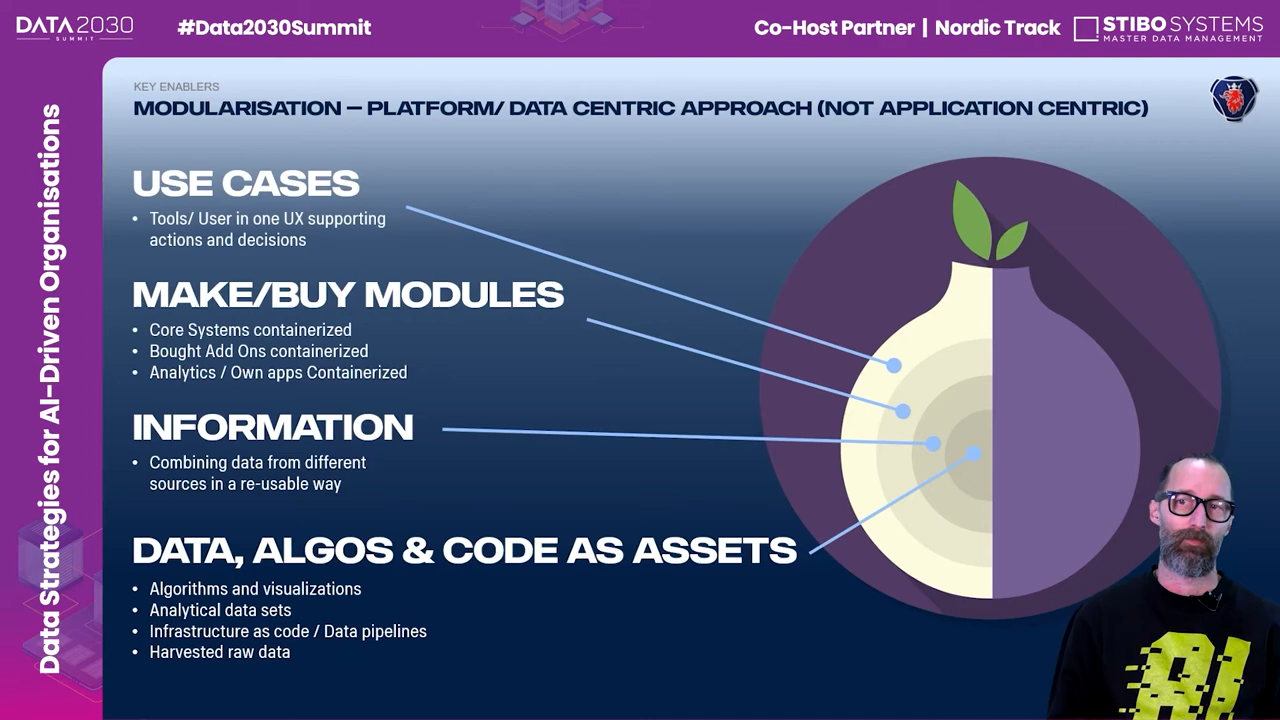 DATA2030
SUMMIT
#Data2030Summit
Co-Host Partner | Nordic Track
STIBO SYSTEMS
MASTER DATA MANAGEMENT
Data Strategies for AI-Driven Organisations
KEY ENABLERS
MODULARISATION – PLATFORM/ DATA CENTRIC APPROACH (NOT APPLICATION CENTRIC)
USE CASES
• Tools/ User in one UX supporting
actions and decisions
MAKE/BUY MODULES
• Core Systems containerized
• Bought Add Ons containerized
• Analytics / Own apps Containerized
INFORMATION
• Combining data from different
sources in a re-usable way
DATA, ALGOS & CODE AS ASSETS
• Algorithms and visualizations
• Analytical data sets
• Infrastructure as code / Data pipelines
• Harvested raw data
AI